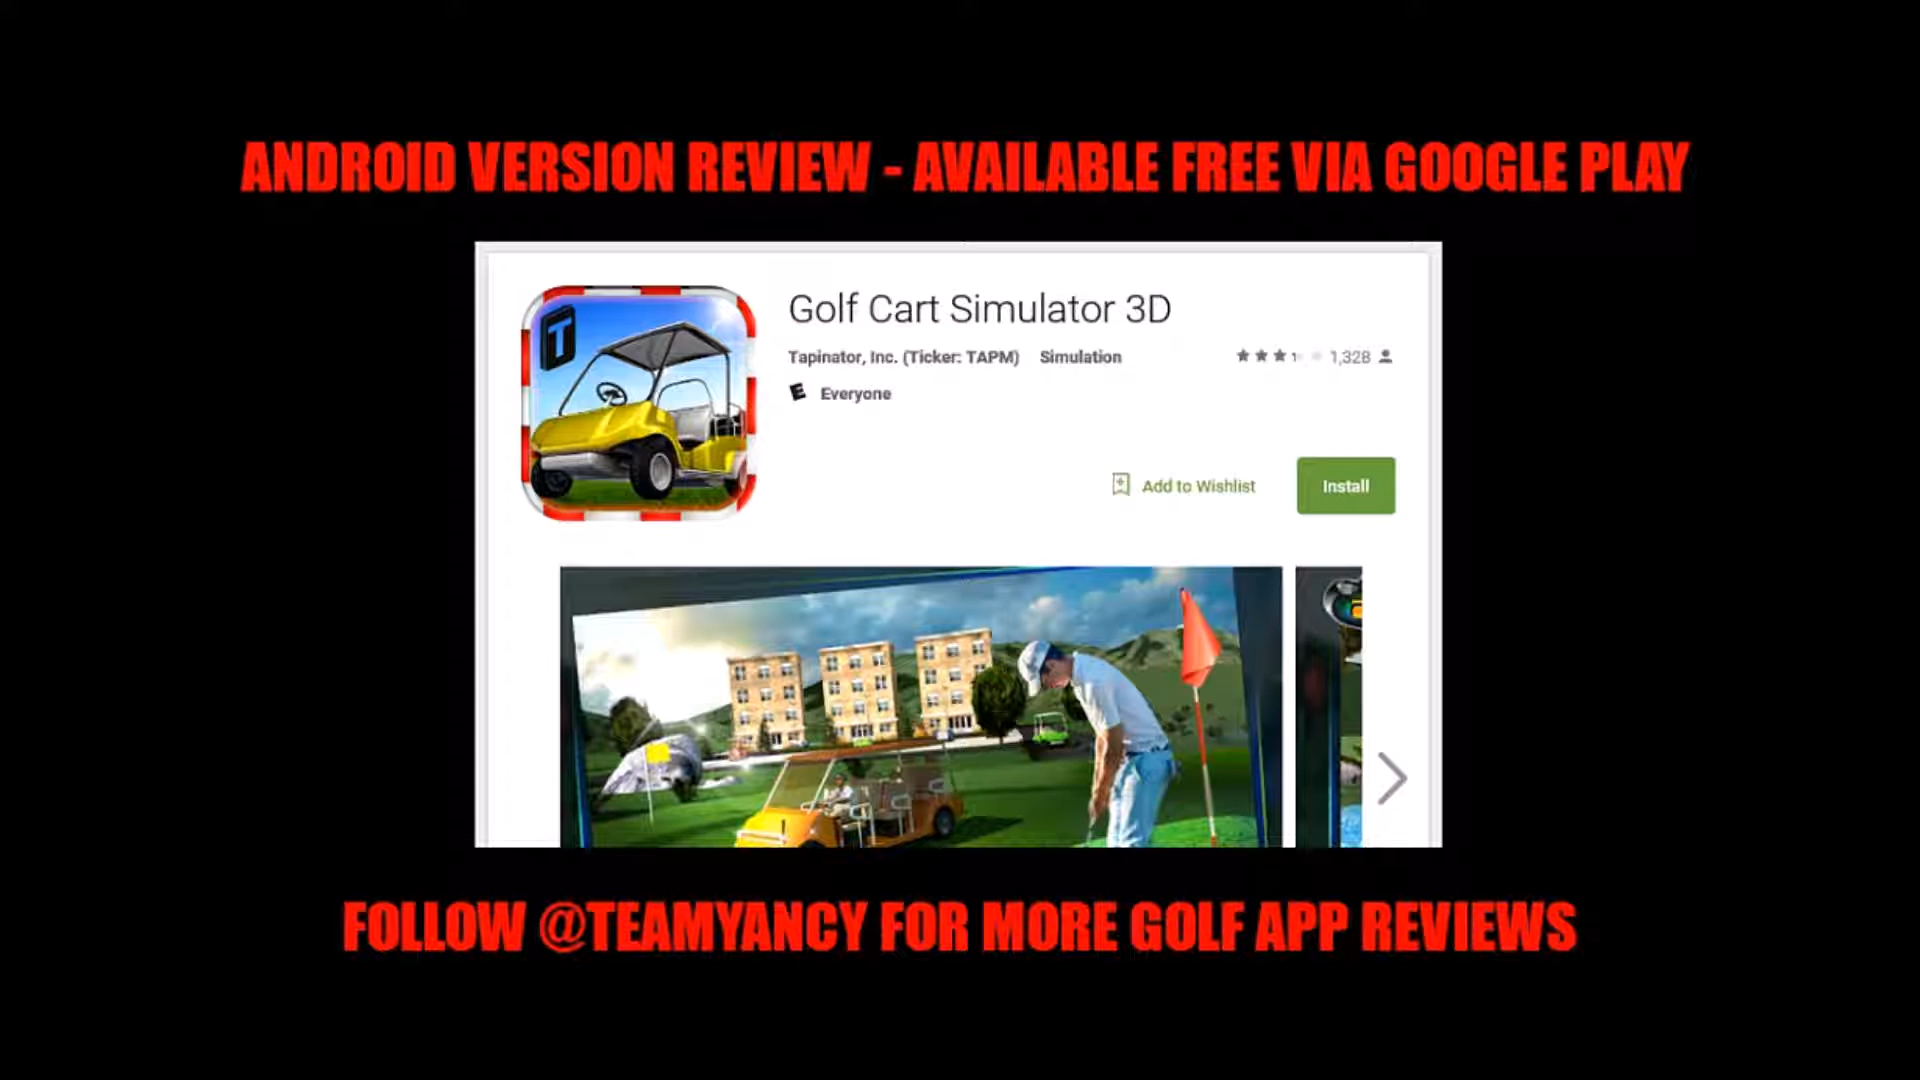 ANDROID VERSION REVIEW - AVAILABLE FREE VIA GOOGLE PLAY
T
Golf Cart Simulator 3D
Tapinator, Inc. (Ticker: TAPM) Simulation 1,328
E Everyone
Add to Wishlist Install
FOLLOW @TEAMYANCY FOR MORE GOLF APP REVIEWS